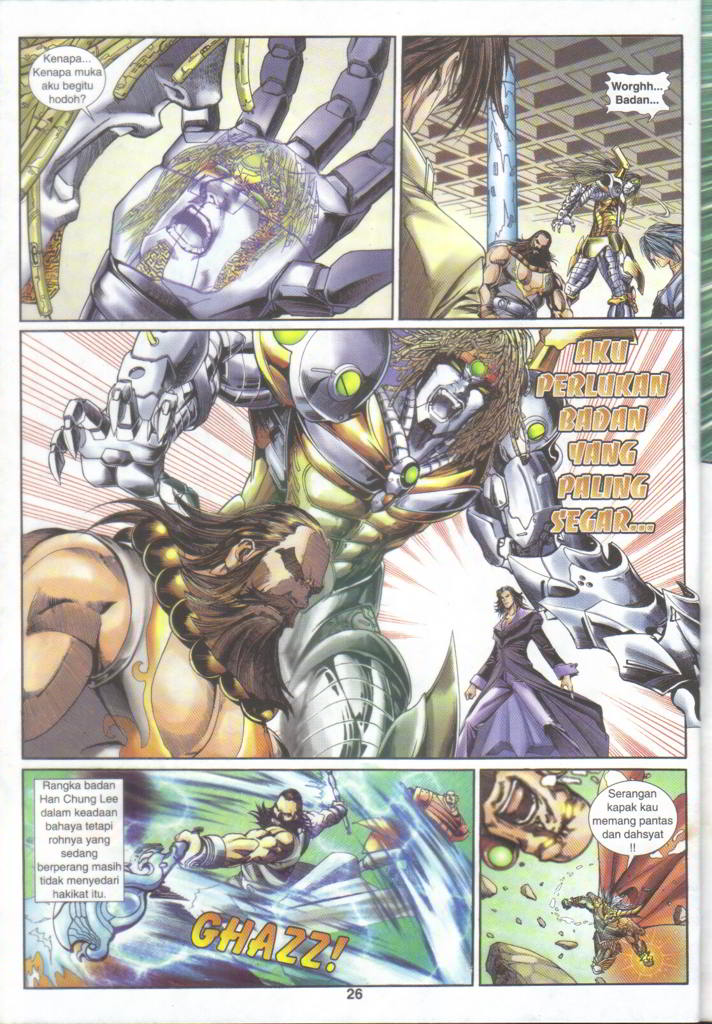 Kenapa...
Kenapa muka
aku begitu
hodoh?
Worghh...
Badan...
AKU
PERLUKAN
BADAN
YANG
PALING
SEGAR...
Rangka badan
Han Chung Lee
dalam keadaan
bahaya tetapi
rohnya yang
sedang
berperang masih
tidak menyedari
hakikat itu.
GHAZZ!
Serangan
kapak kau
memang pantas
dan dahsyat
!!
26